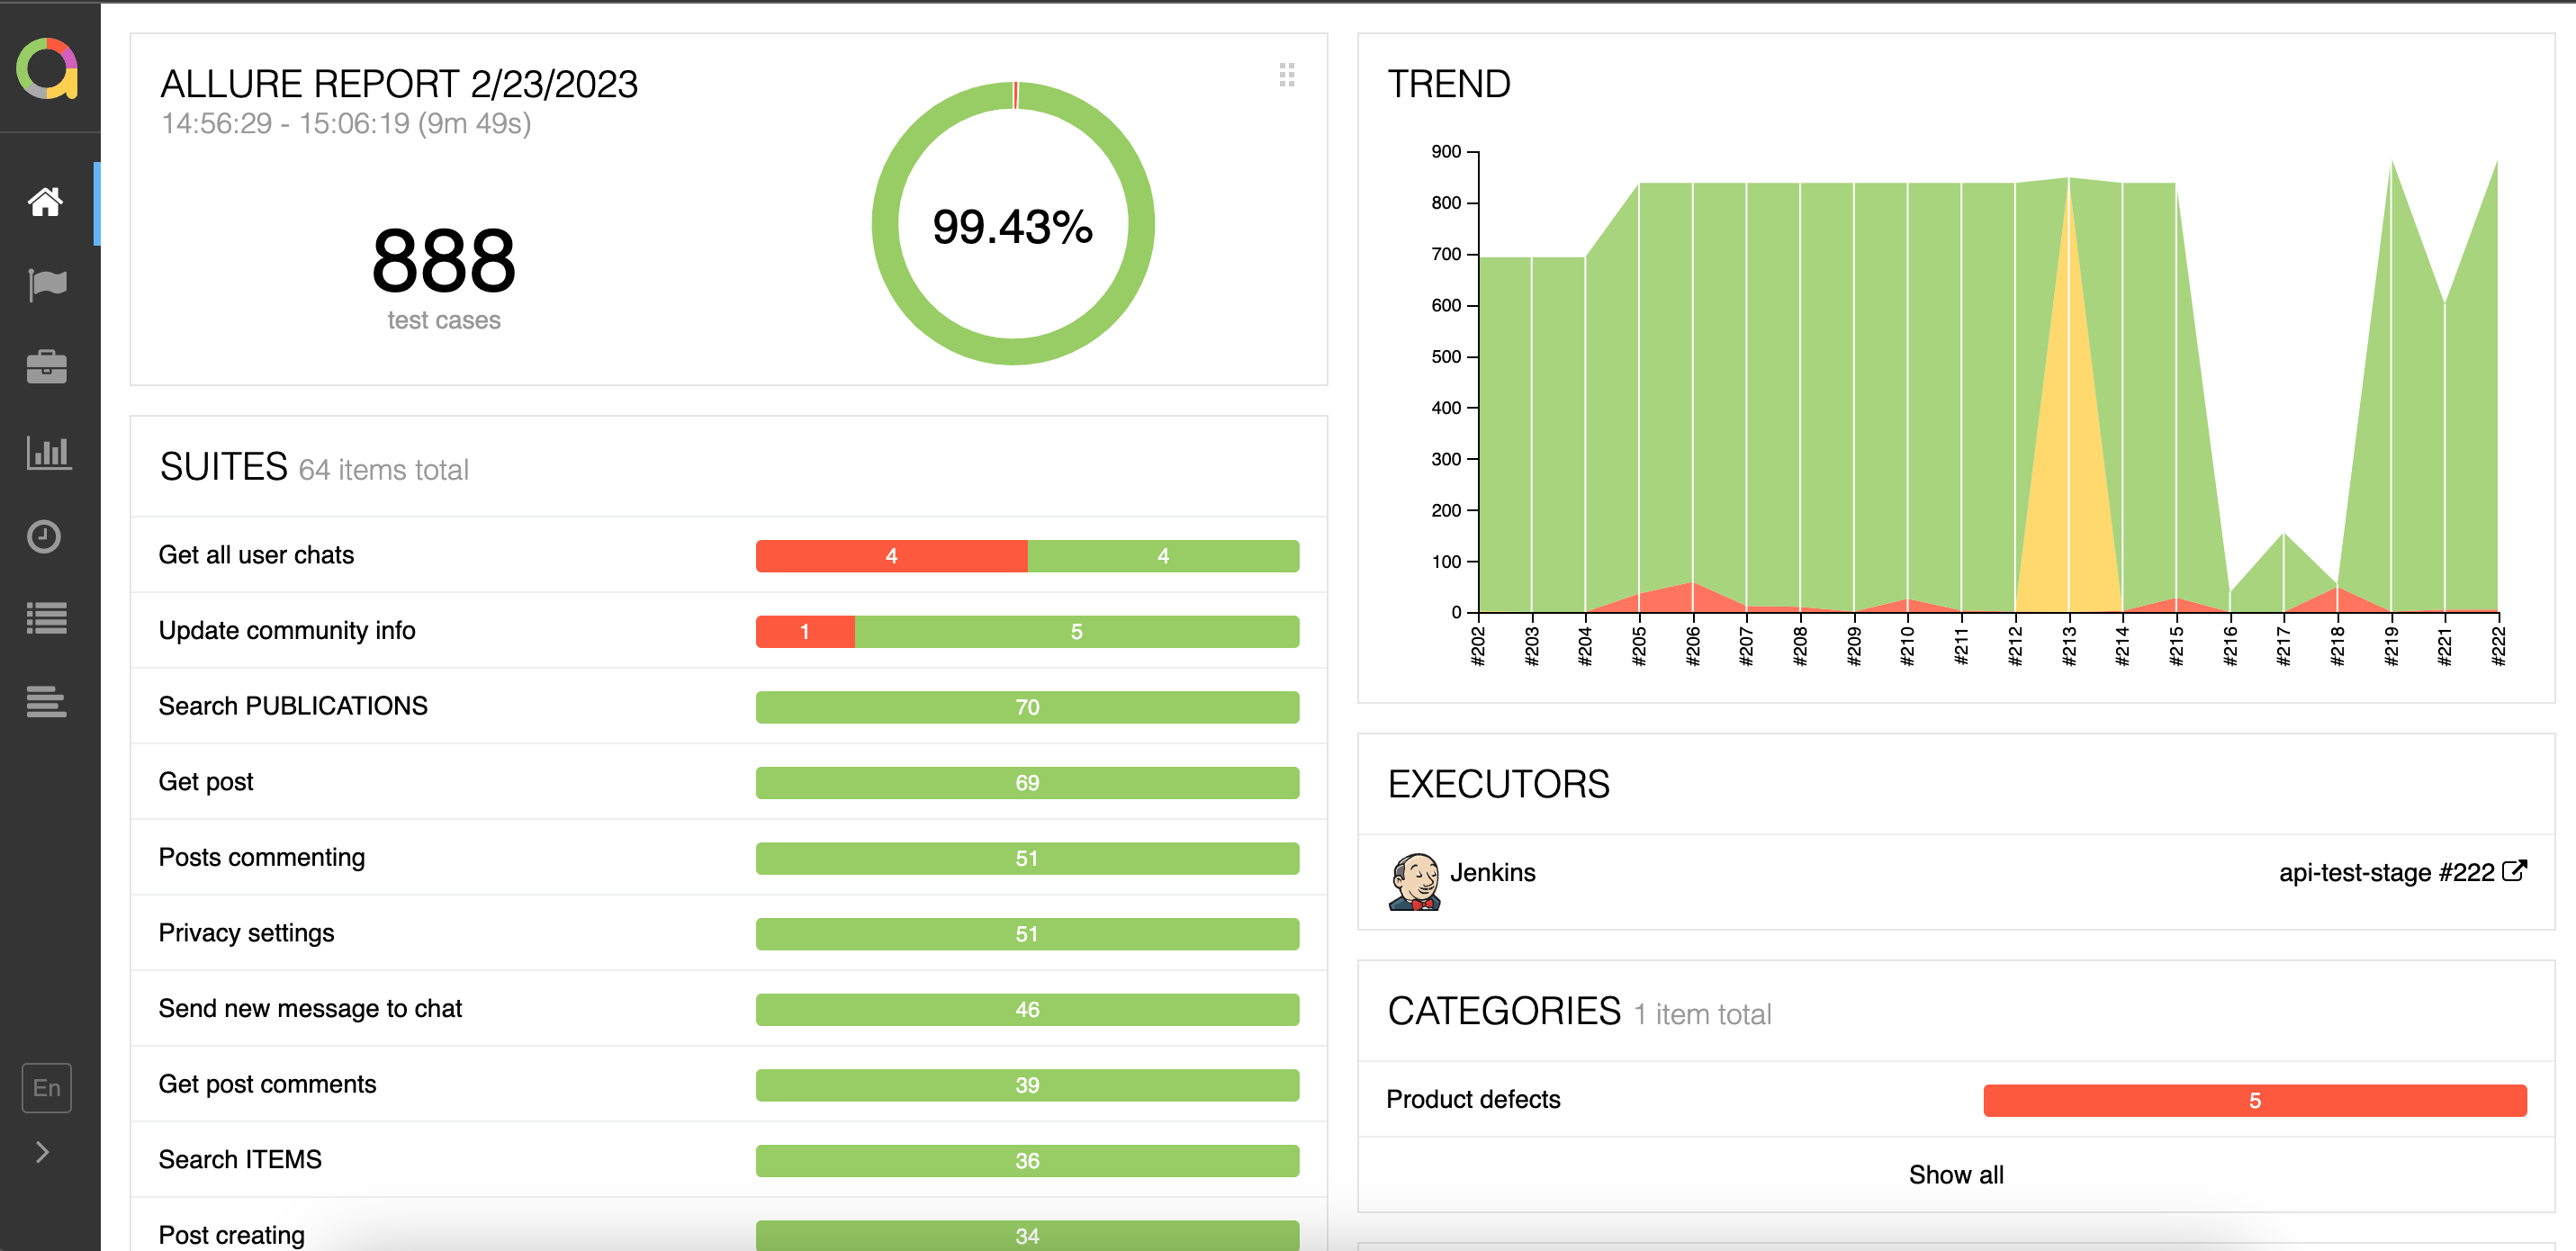 ALLURE REPORT 2/23/2023
14:56:29 - 15:06:19 (9m 49s)
888
test cases
99.43%
SUITES 64 items total
Get all user chats 4 4
Update community info 1 5
Search PUBLICATIONS 70
Get post 69
Posts commenting 51
Privacy settings 51
Send new message to chat 46
Get post comments 39
Search ITEMS 36
Post creating 34
TREND
900
800
700
600
500
400
300
200
100
0
#202 #203 #204 #205 #206 #207 #208 #209 #210 #211 #212 #213 #214 #215 #216 #217 #218 #219 #221 #222
EXECUTORS
Jenkins api-test-stage #222
CATEGORIES 1 item total
Product defects 5
Show all
En